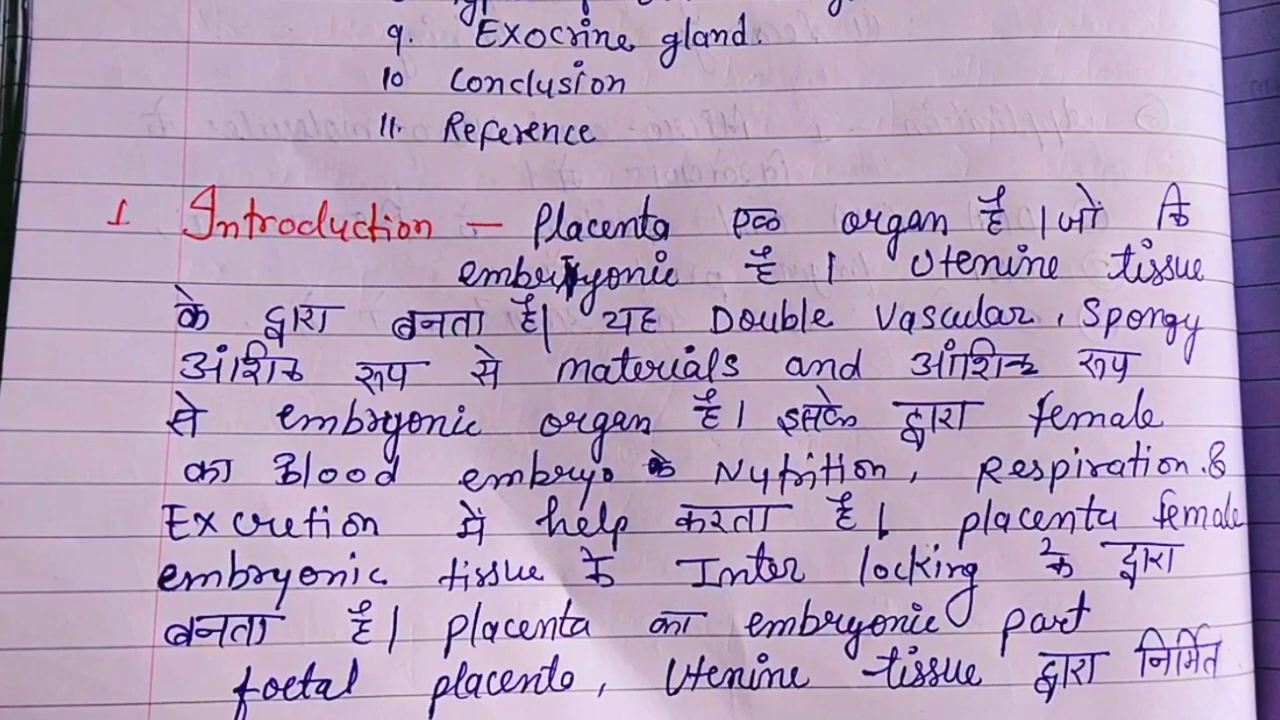 9. Exocrine gland.
10 Conclusion
11. Reference
1 Introduction — Placenta एक organ है । जो कि
embryonic है । Utenine tissue
के द्वारा बनता है। यह Double Vascular, Spongy
आंशिक रूप से materials and आंशिक रूप
से embryonic organ है। इसके द्वारा female
का Blood embryo के Nutrition, Respiration &
Excretion में help करता है । placenta female
embryonic tissue के Inter locking के द्वारा
बनता है । placenta का embryonic part
foetal placenta, Utenine tissue द्वारा निर्मित